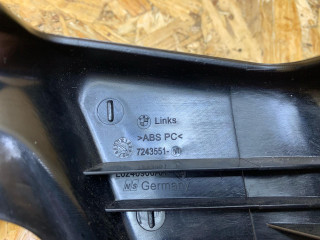 Links
>ABS PC<
7243551-
Germany